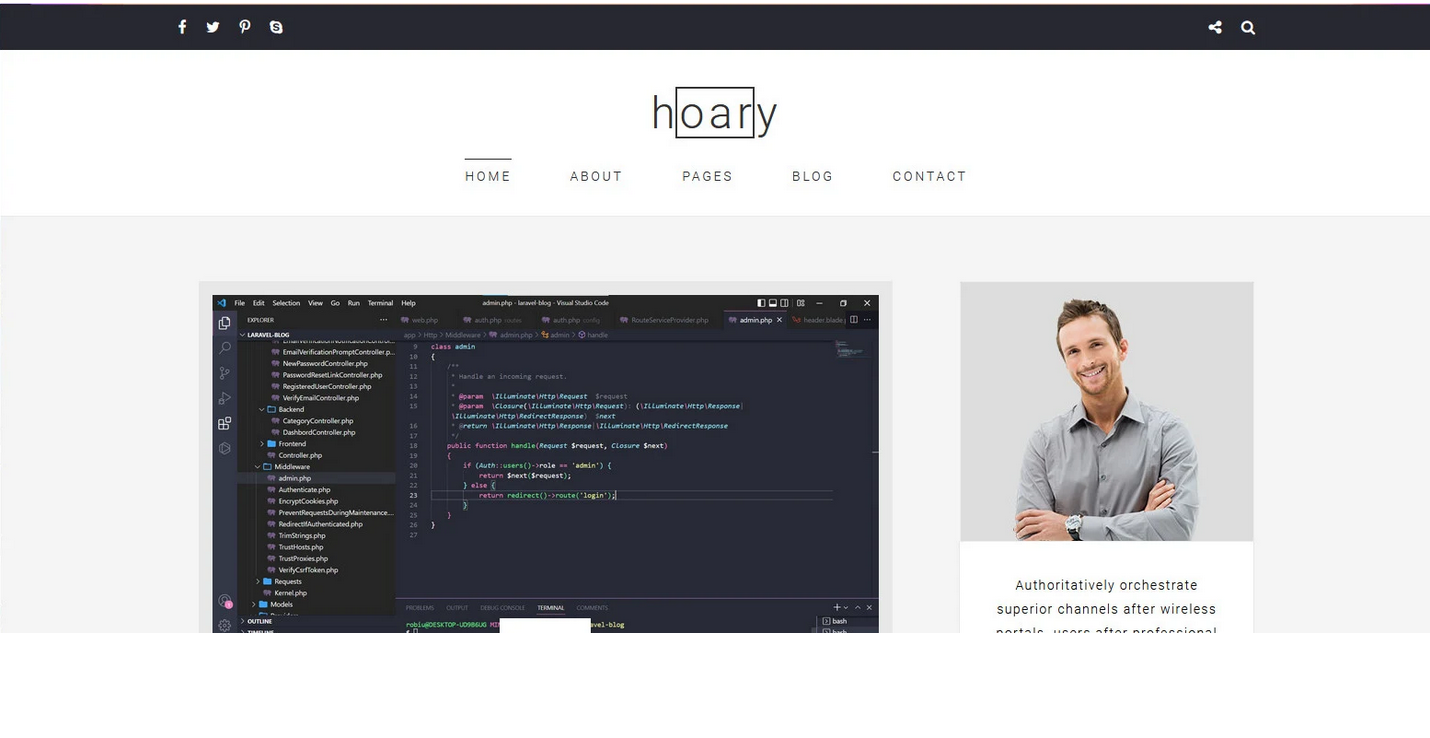 hoary
HOME ABOUT PAGES BLOG CONTACT
File Edit Selection View Go Run Terminal Help
admin.php - laravel-blog - Visual Studio Code
EXPLORER
LARAVEL-BLOG
EmailVerificationPromptController.p...
NewPasswordController.php
PasswordResetLinkController.php
RegisteredUserController.php
VerifyEmailController.php
Backend
CategoryController.php
DashbordController.php
Frontend
Controller.php
Middleware
admin.php
Authenticate.php
EncryptCookies.php
PreventRequestsDuringMaintenance....
RedirectIfAuthenticated.php
TrimStrings.php
TrustHosts.php
TrustProxies.php
VerifyCsrfToken.php
Requests
Kernel.php
Models
OUTLINE
TIMELINE
web.php auth.php routes auth.php config RouteServiceProvider.php admin.php header.blade
app > Http > Middleware > admin.php > admin > handle
9 class admin
10 {
11 /**
12 * Handle an incoming request.
13 *
14 * @param \Illuminate\Http\Request $request
15 * @param \Closure(\Illuminate\Http\Request): (\Illuminate\Http\Response|
\Illuminate\Http\RedirectResponse) $next
16 * @return \Illuminate\Http\Response|\Illuminate\Http\RedirectResponse
17 */
18 public function handle(Request $request, Closure $next)
19 {
20 if (Auth::users()->role == 'admin') {
21 return $next($request);
22 } else {
23 return redirect()->route('login');
24 }
25 }
26 }
27
PROBLEMS OUTPUT DEBUG CONSOLE TERMINAL COMMENTS
robiu@DESKTOP-UD9B6UG
avel-blog
bash
bash
Authoritatively orchestrate
superior channels after wireless
portals, users after professional